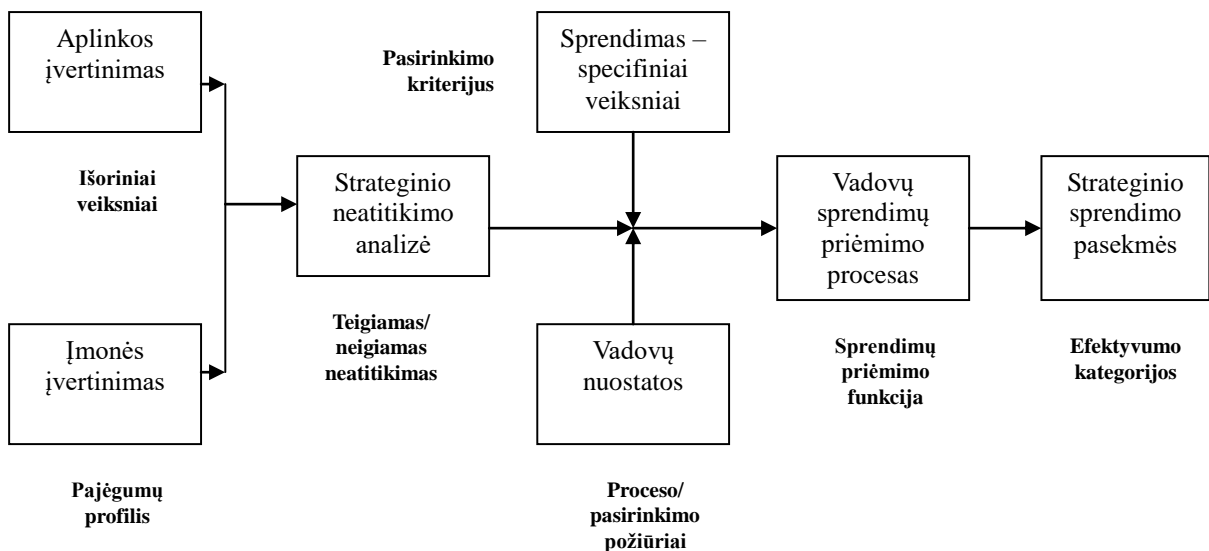 Aplinkos
įvertinimas
Išoriniai
veiksniai
Įmonės
įvertinimas
Pajėgumų
profilis
Strateginio
neatitikimo
analizė
Teigiamas/
neigiamas
neatitikimas
Pasirinkimo
kriterijus
Sprendimas –
specifiniai
veiksniai
Vadovų
nuostatos
Proceso/
pasirinkimo
požiūriai
Vadovų
sprendimų
priėmimo
procesas
Sprendimų
priėmimo
funkcija
Strateginio
sprendimo
pasekmės
Efektyvumo
kategorijos